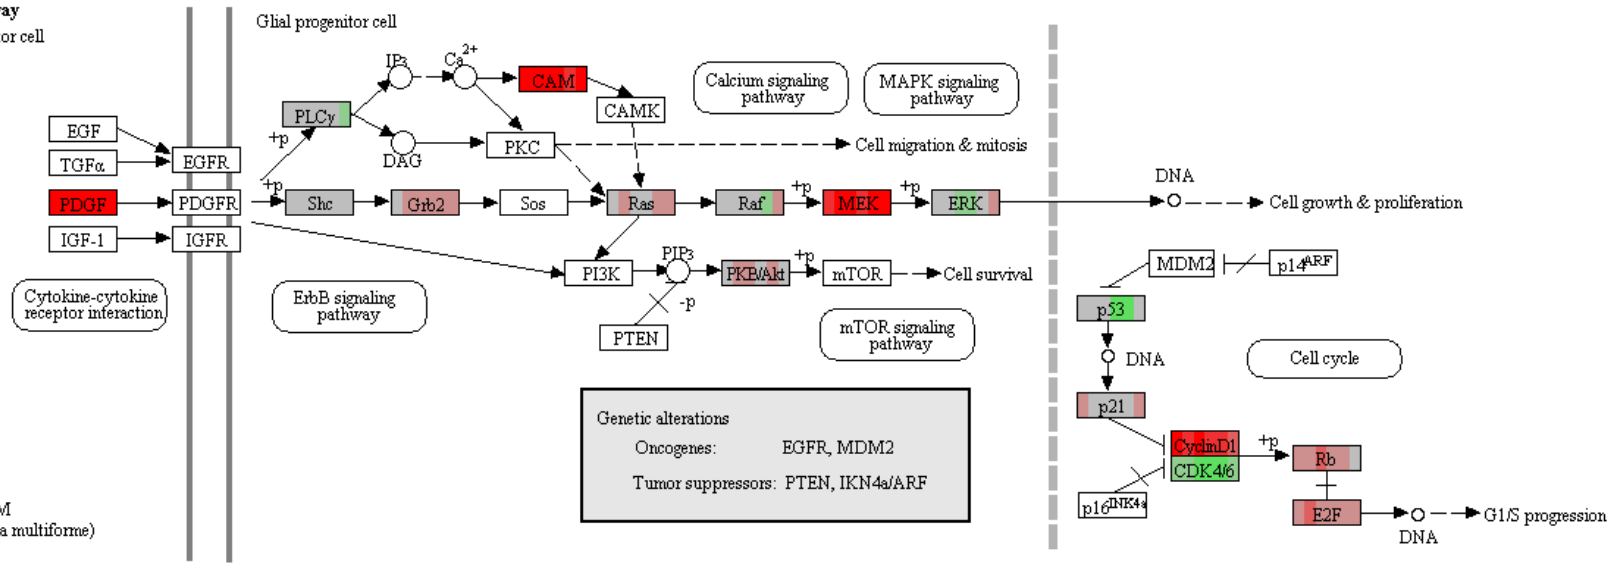 way
tor cell
Glial progenitor cell
IP3
Ca2+
CAM
CAMK
Calcium signaling
pathway
MAPK signaling
pathway
PLCγ
EGF
+p
DAG
PKC
Cell migration & mitosis
TGFα
EGFR
DNA
PDGF
PDGFR
+p
Shc
Grb2
Sos
Ras
Raf
+p
MEK
+p
ERK
Cell growth & proliferation
IGF-1
IGFR
PIP3
PI3K
PKB/Akt
+p
mTOR
Cell survival
MDM2
p14ARF
Cytokine-cytokine
receptor interaction
ErbB signaling
pathway
-p
PTEN
mTOR signaling
pathway
p53
DNA
Cell cycle
p21
Genetic alterations
Oncogenes: EGFR, MDM2
Tumor suppressors: PTEN, IKN4a/ARF
CyclinD1
+p
CDK4/6
Rb
p16INK4a
E2F
G1/S progression
DNA
M
a multiforme)